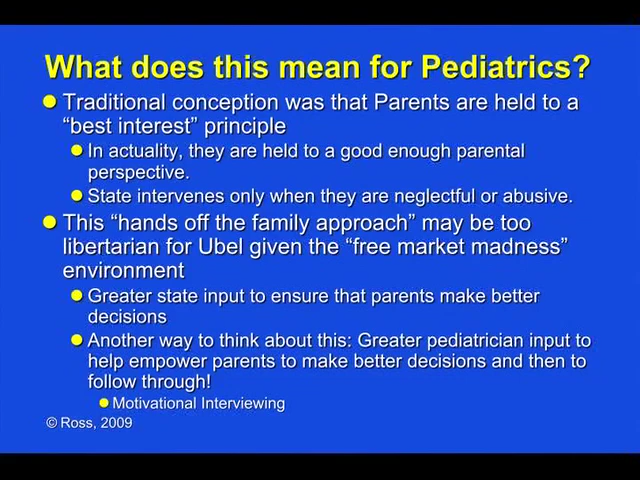 What does this mean for Pediatrics?
Traditional conception was that Parents are held to a
“best interest” principle
In actuality, they are held to a good enough parental
perspective.
State intervenes only when they are neglectful or abusive.
This “hands off the family approach” may be too
libertarian for Ubel given the “free market madness”
environment
Greater state input to ensure that parents make better
decisions
Another way to think about this: Greater pediatrician input to
help empower parents to make better decisions and then to
follow through!
Motivational Interviewing
© Ross, 2009